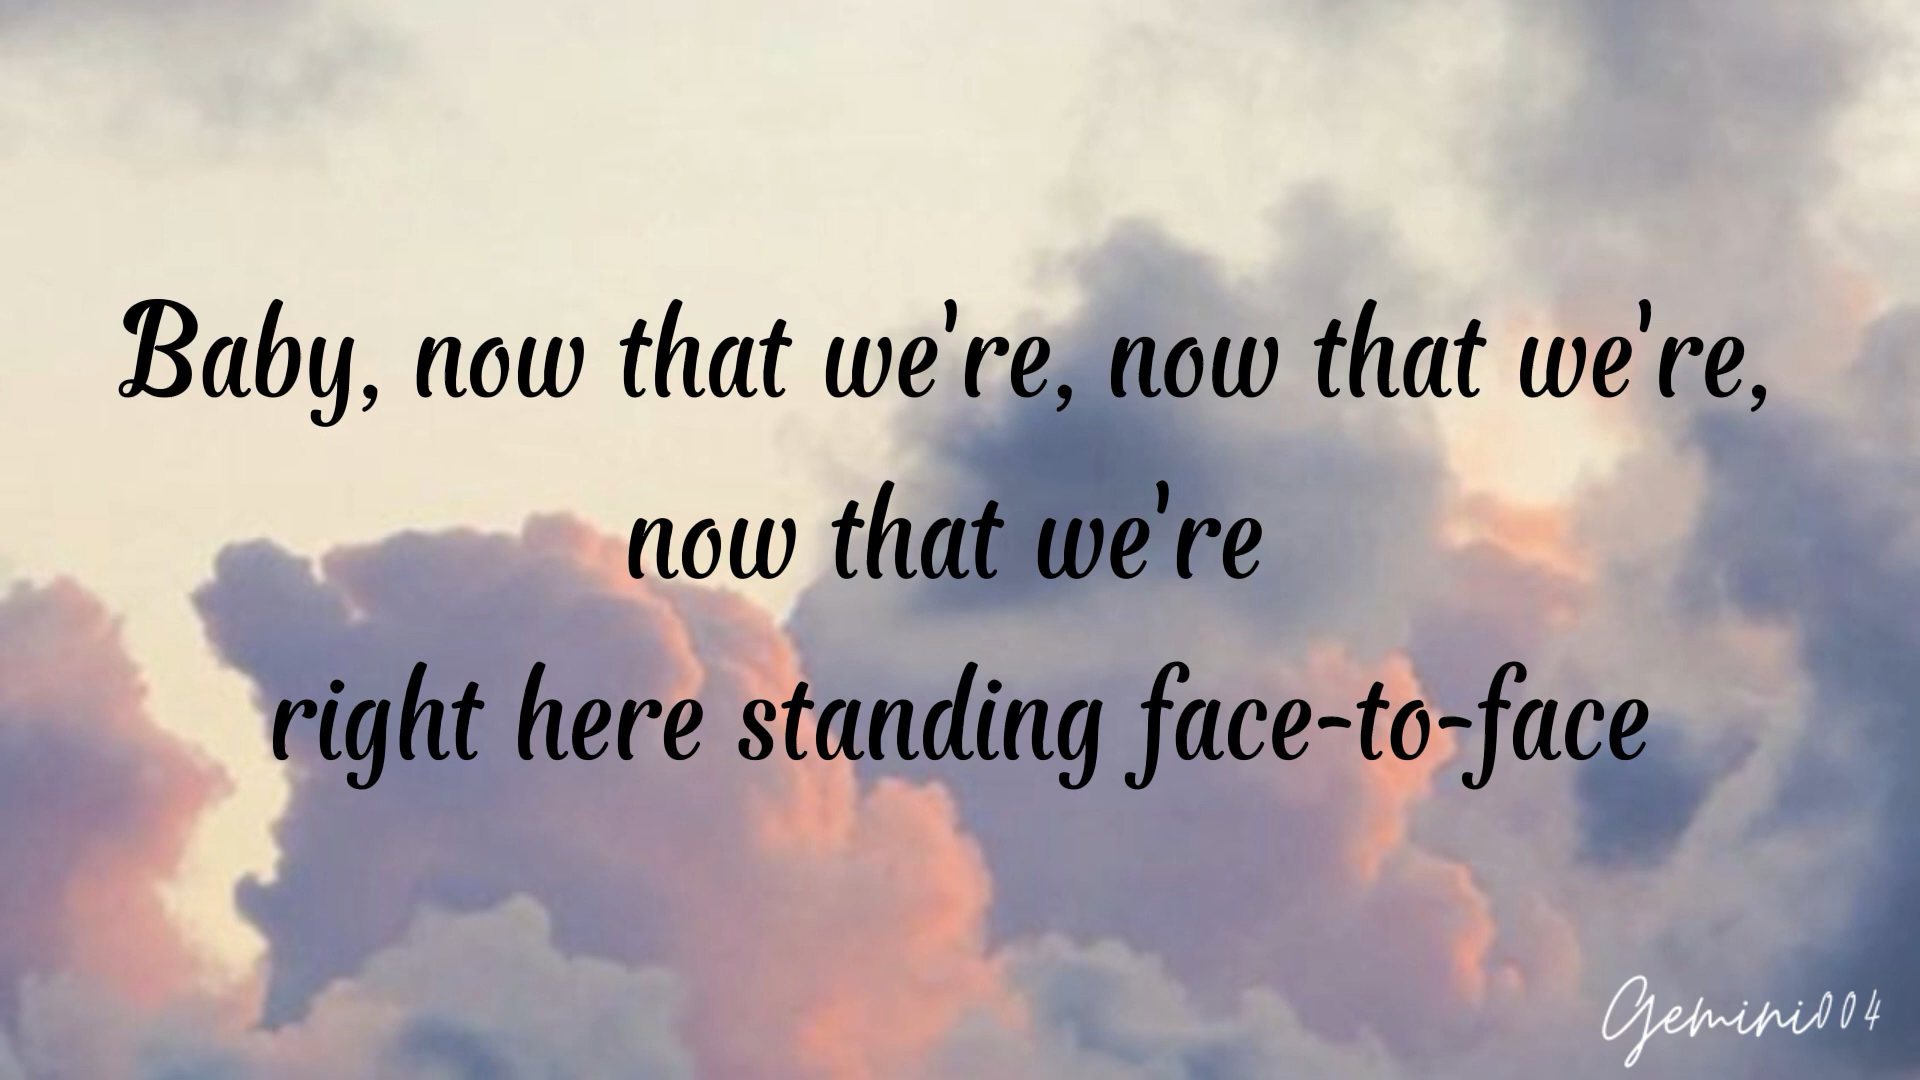 Baby, now that we're, now that we're,
now that we're
right here standing face-to-face
Gemini004